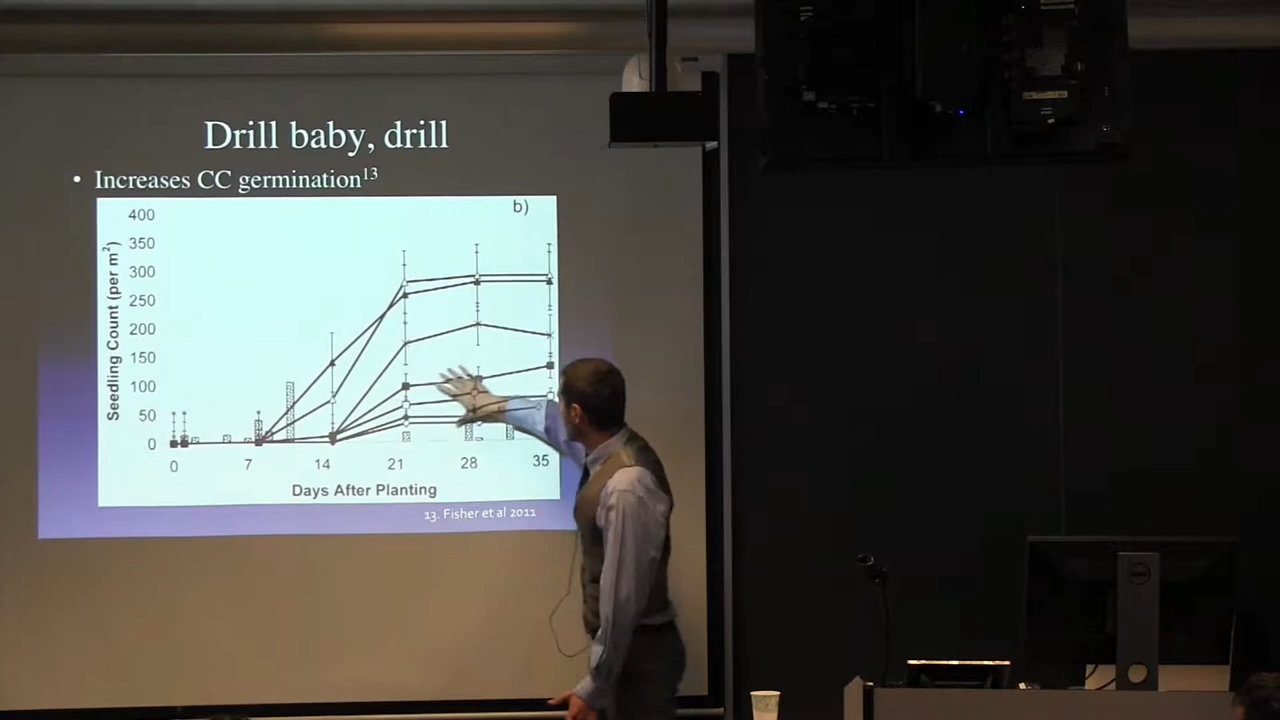 Drill baby, drill
• Increases CC germination13
b)
400
350
300
250
200
150
100
50
0
Seedling Count (per m2)
0 7 14 21 28 35
Days After Planting
13. Fisher et al 2011
DELL